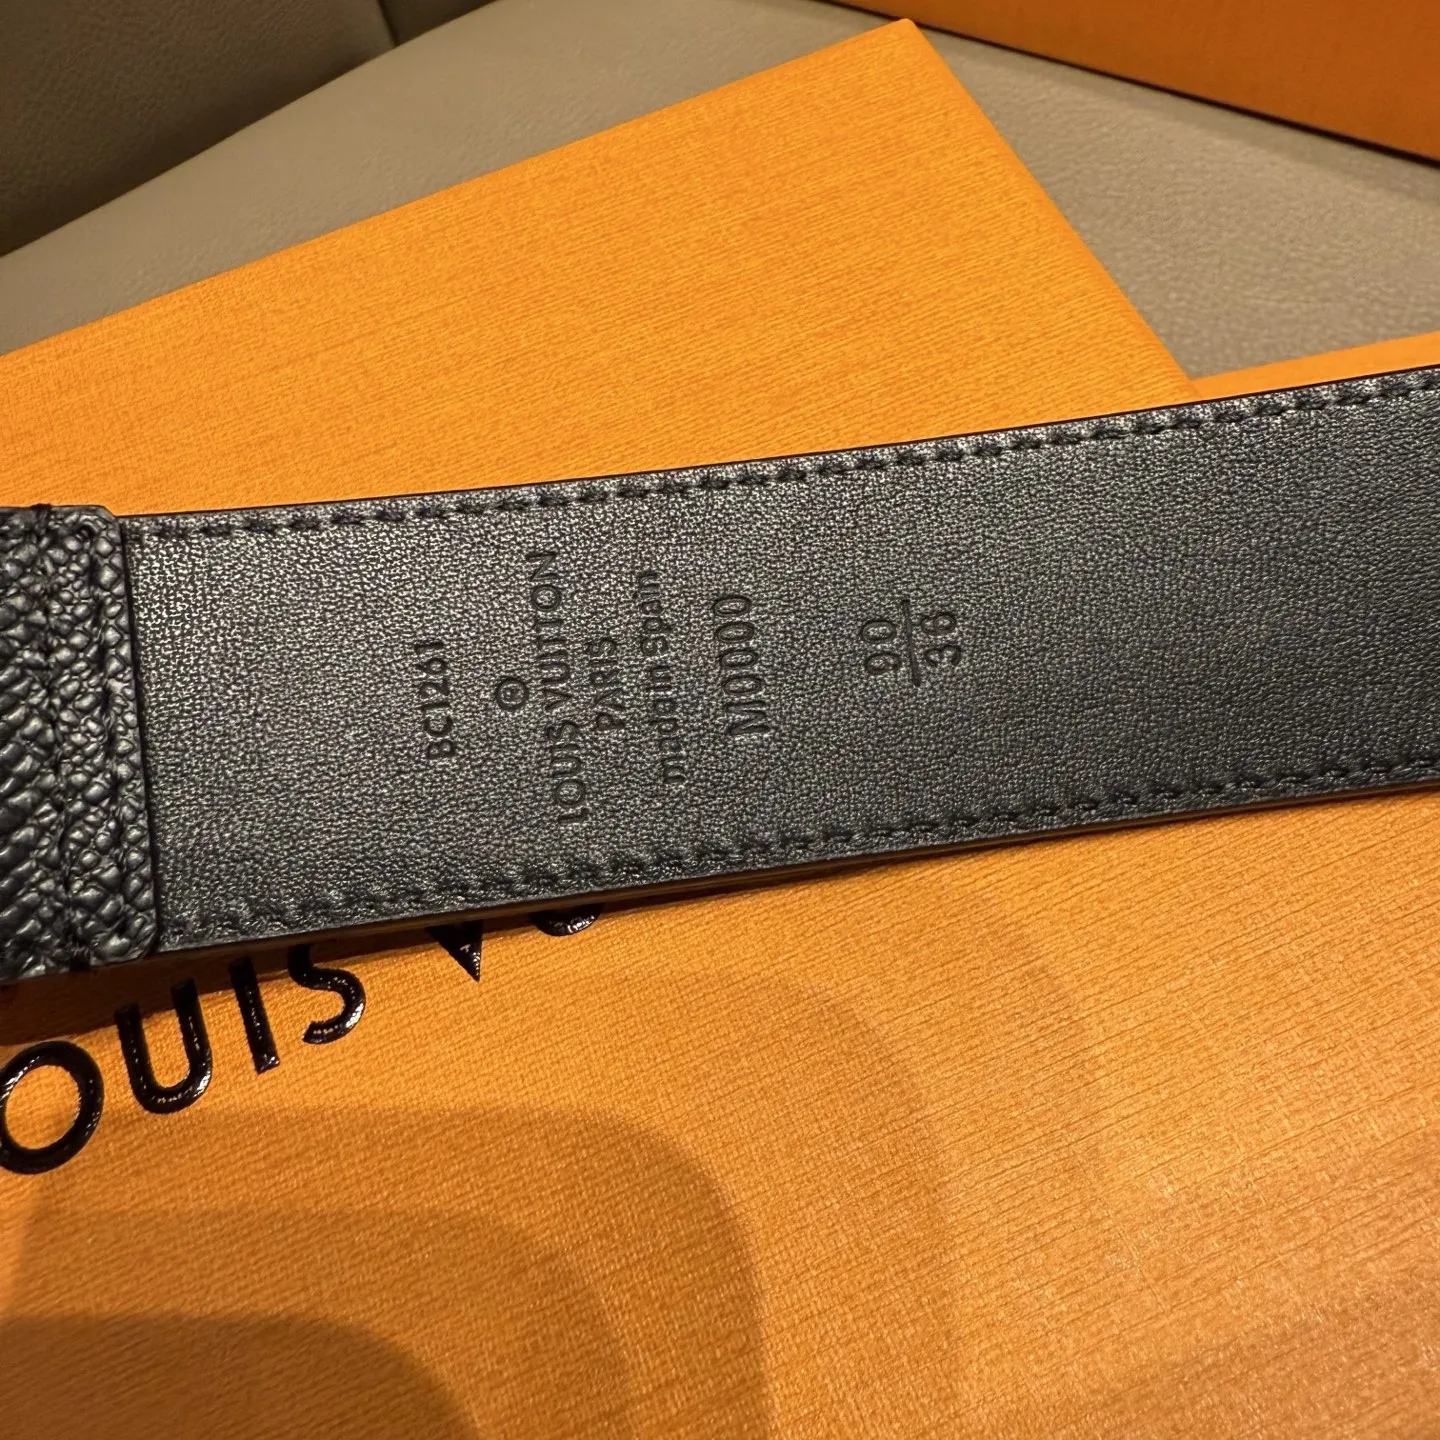 BC1261
®
LOUIS VUITTON
PARIS
made in Spain
M0000
90
36
OUIS V